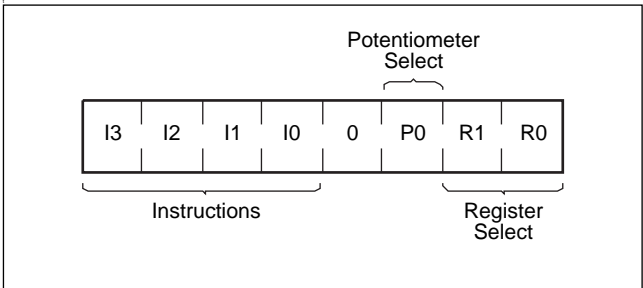 Potentiometer
Select
I3 I2 I1 I0 0 P0 R1 R0
Instructions
Register
Select